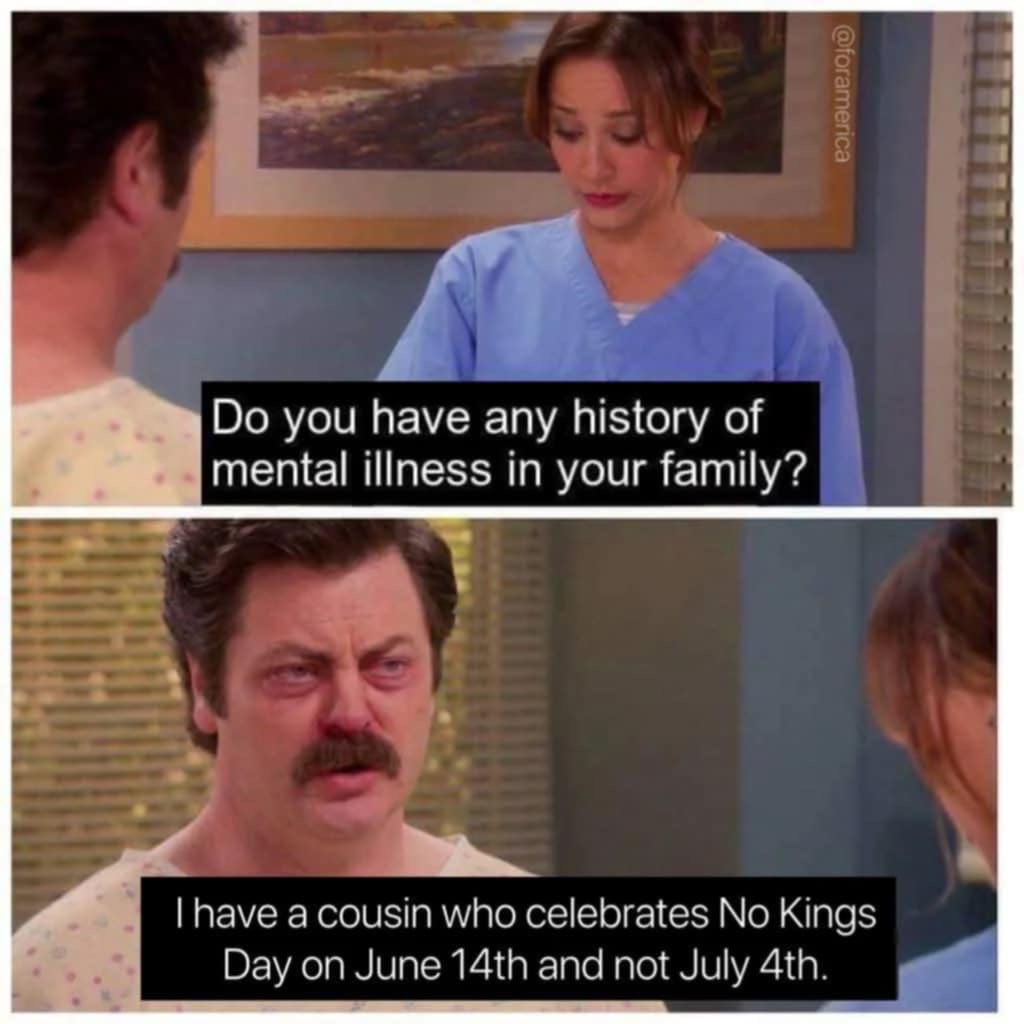 @foramerica
Do you have any history of
mental illness in your family?
I have a cousin who celebrates No Kings
Day on June 14th and not July 4th.